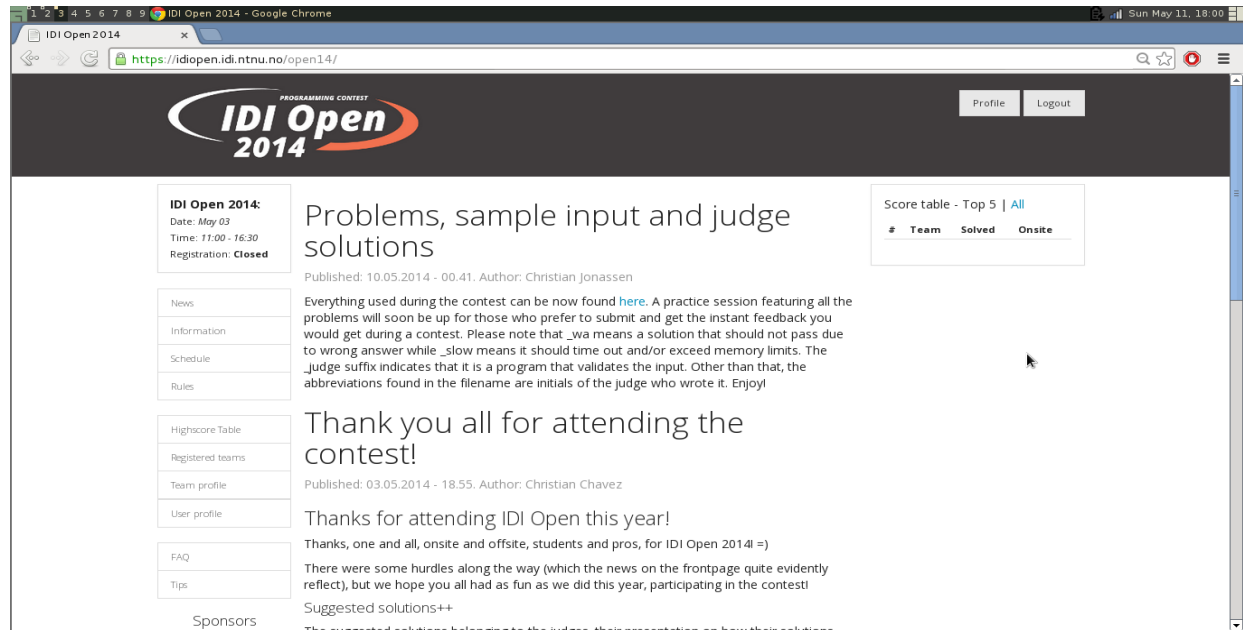 1 2 3 4 5 6 7 8 9 IDI Open 2014 - Google Chrome
Sun May 11, 18:00
IDI Open 2014
https://idiopen.idi.ntnu.no/open14/
PROGRAMMING CONTEST
IDI Open
2014
Profile
Logout
IDI Open 2014:
Date: May 03
Time: 11:00 - 16:30
Registration: Closed
News
Information
Schedule
Rules
Highscore Table
Registered teams
Team profile
User profile
FAQ
Tips
Sponsors
Problems, sample input and judge
solutions
Published: 10.05.2014 - 00.41. Author: Christian Jonassen
Everything used during the contest can be now found here. A practice session featuring all the
problems will soon be up for those who prefer to submit and get the instant feedback you
would get during a contest. Please note that _wa means a solution that should not pass due
to wrong answer while _slow means it should time out and/or exceed memory limits. The
_judge suffix indicates that it is a program that validates the input. Other than that, the
abbreviations found in the filename are initials of the judge who wrote it. Enjoy!
Thank you all for attending the
contest!
Published: 03.05.2014 - 18.55. Author: Christian Chavez
Thanks for attending IDI Open this year!
Thanks, one and all, onsite and offsite, students and pros, for IDI Open 2014! =)
There were some hurdles along the way (which the news on the frontpage quite evidently
reflect), but we hope you all had as fun as we did this year, participating in the contest!
Suggested solutions++
The suggested solutions belonging to the judges, their presentation on how their solutions
Score table - Top 5 | All
# Team Solved Onsite